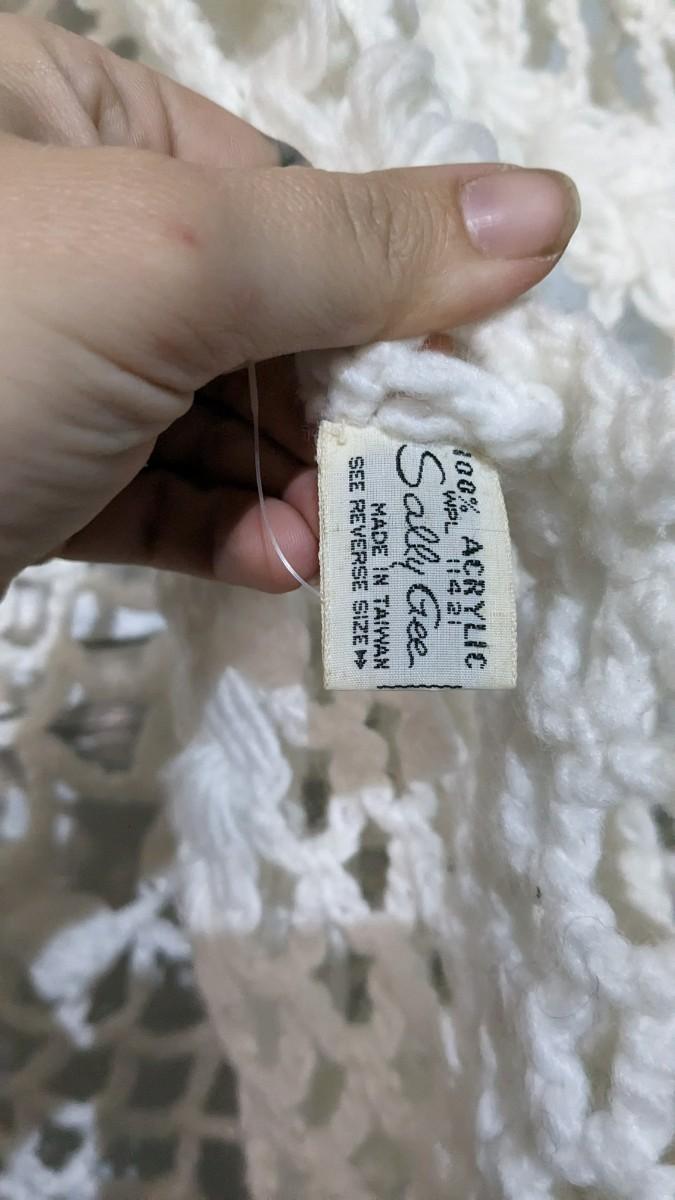 100% ACRYLIC
WPL 11421
Sally Gee
MADE IN TAIWAN
SEE REVERSE SIZE➔